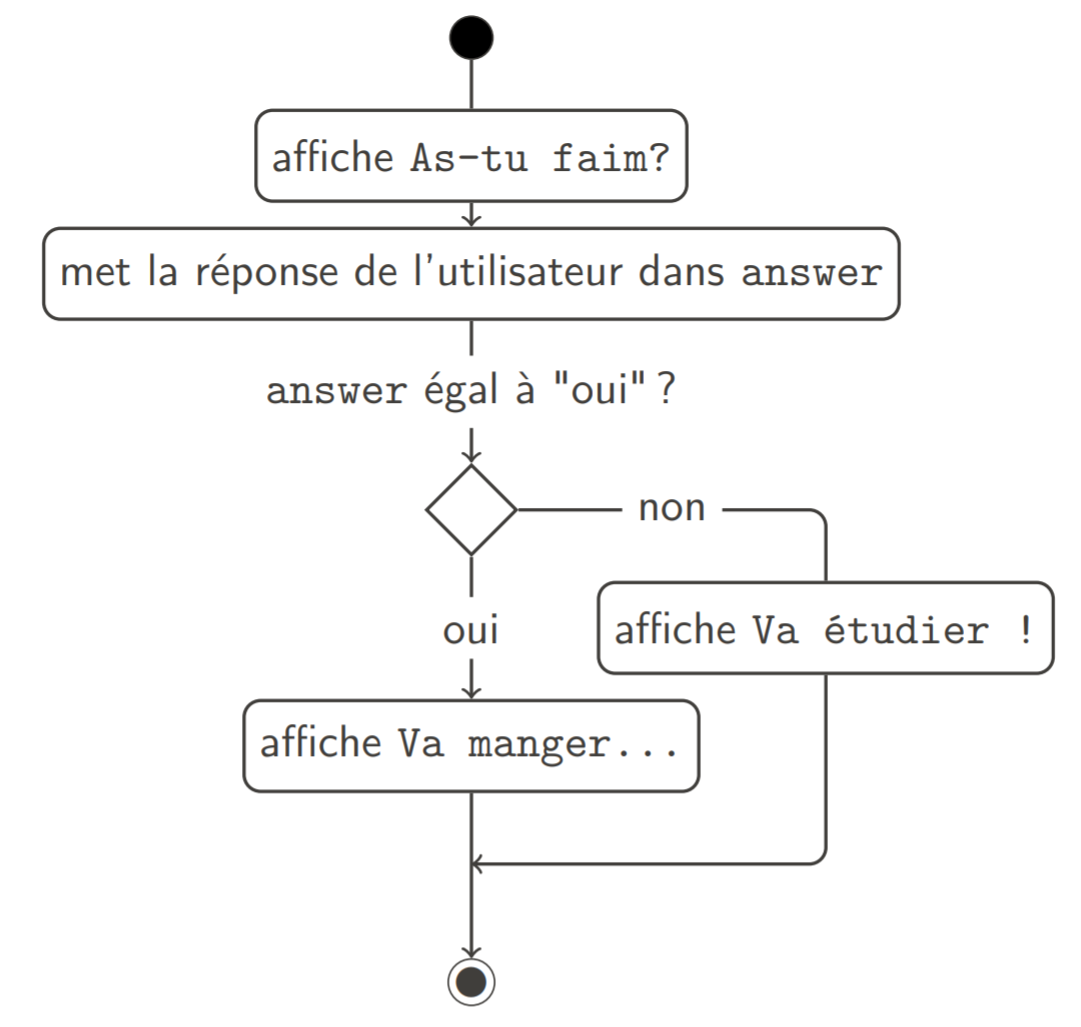 affiche As-tu faim?
met la réponse de l'utilisateur dans answer
answer égal à "oui" ?
non
oui
affiche Va étudier !
affiche Va manger...